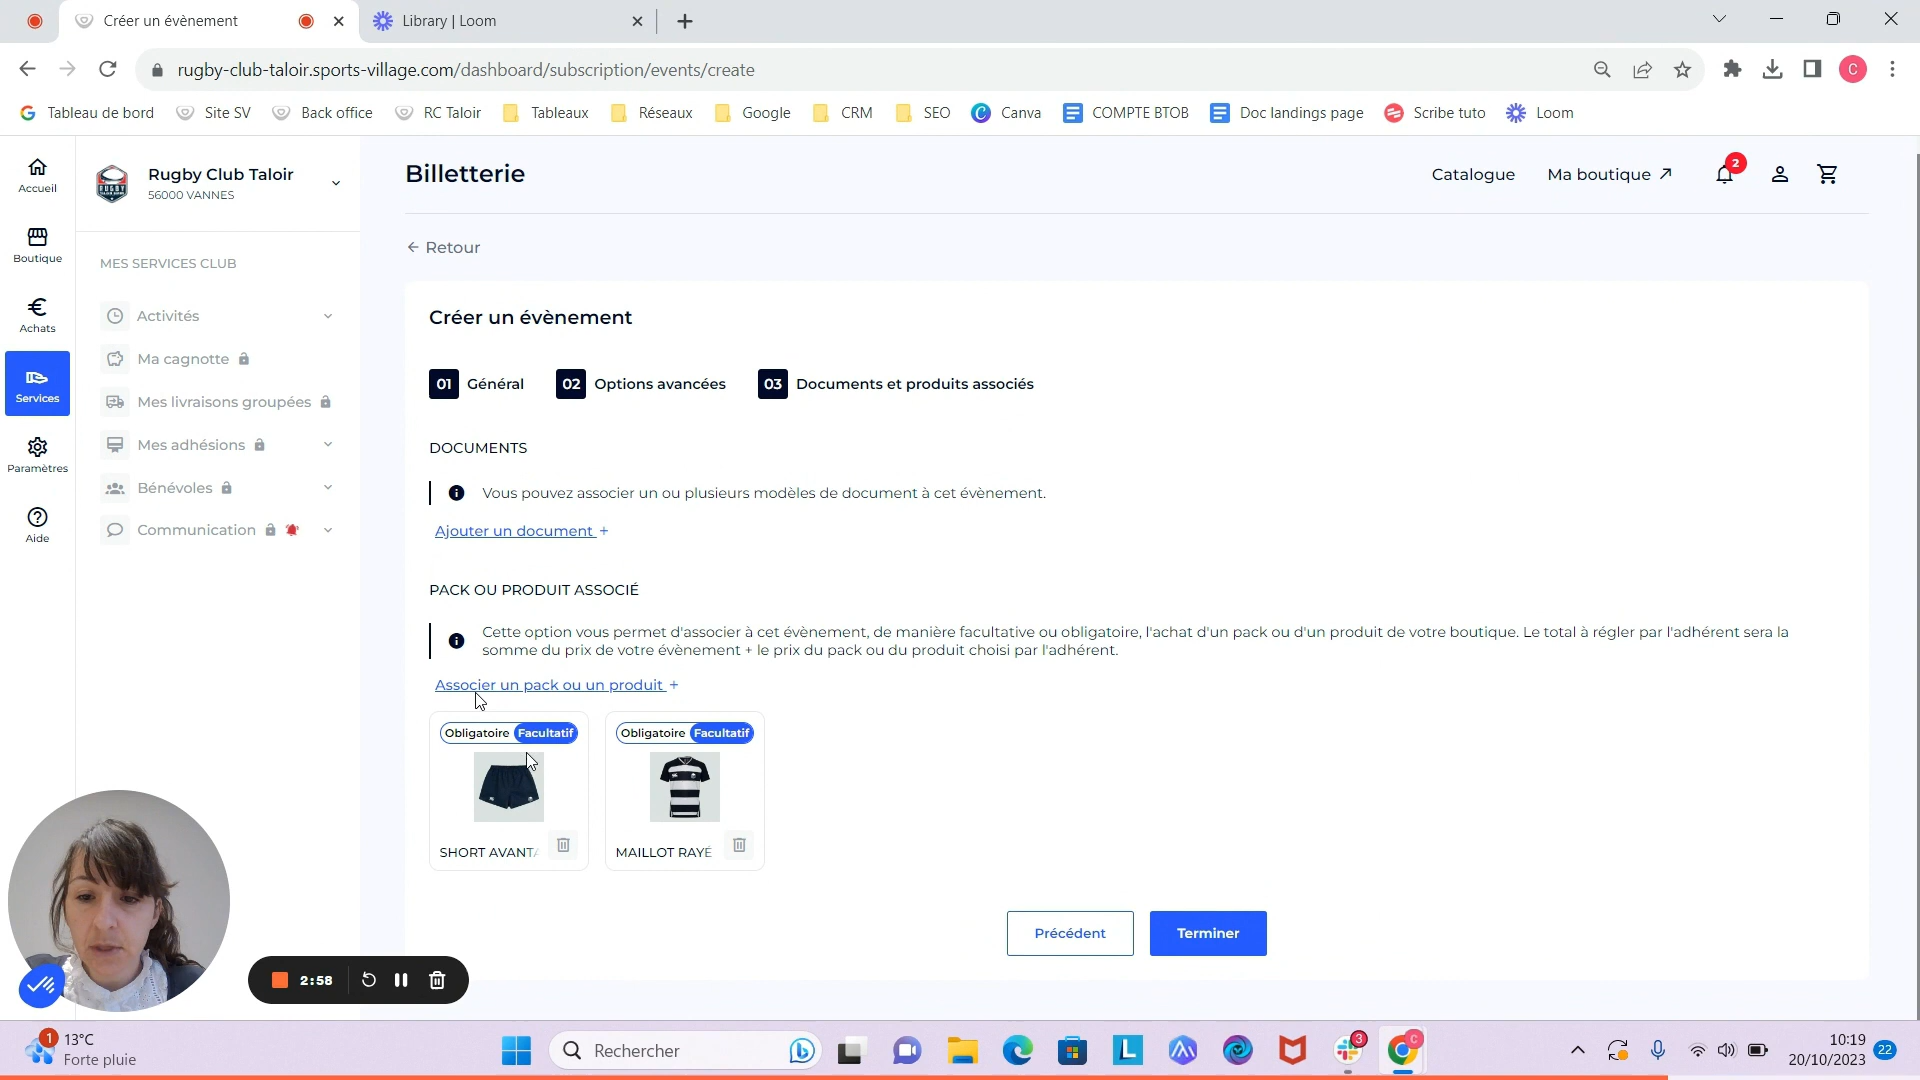 Créer un évènement
Library | Loom
rugby-club-taloir.sports-village.com/dashboard/subscription/events/create
C
Tableau de bord
Site SV
Back office
RC Taloir
Tableaux
Réseaux
Google
CRM
SEO
Canva
COMPTE BTOB
Doc landings page
Scribe tuto
Loom
Accueil
Boutique
Achats
Services
Paramètres
Aide
Rugby Club Taloir
56000 VANNES
MES SERVICES CLUB
Activités
Ma cagnotte
Mes livraisons groupées
Mes adhésions
Bénévoles
Communication
Billetterie
Catalogue
Ma boutique
2
← Retour
Créer un évènement
01 Général
02 Options avancées
03 Documents et produits associés
DOCUMENTS
Vous pouvez associer un ou plusieurs modèles de document à cet évènement.
Ajouter un document +
PACK OU PRODUIT ASSOCIÉ
Cette option vous permet d'associer à cet évènement, de manière facultative ou obligatoire, l'achat d'un pack ou d'un produit de votre boutique. Le total à régler par l'adhérent sera la
somme du prix de votre évènement + le prix du pack ou du produit choisi par l'adhérent.
Associer un pack ou un produit +
Obligatoire Facultatif
SHORT AVANTA
Obligatoire Facultatif
MAILLOT RAYÉ
Précédent
Terminer
2:58
1
13°C
Forte pluie
Rechercher
L
3
C
10:19
20/10/2023
22